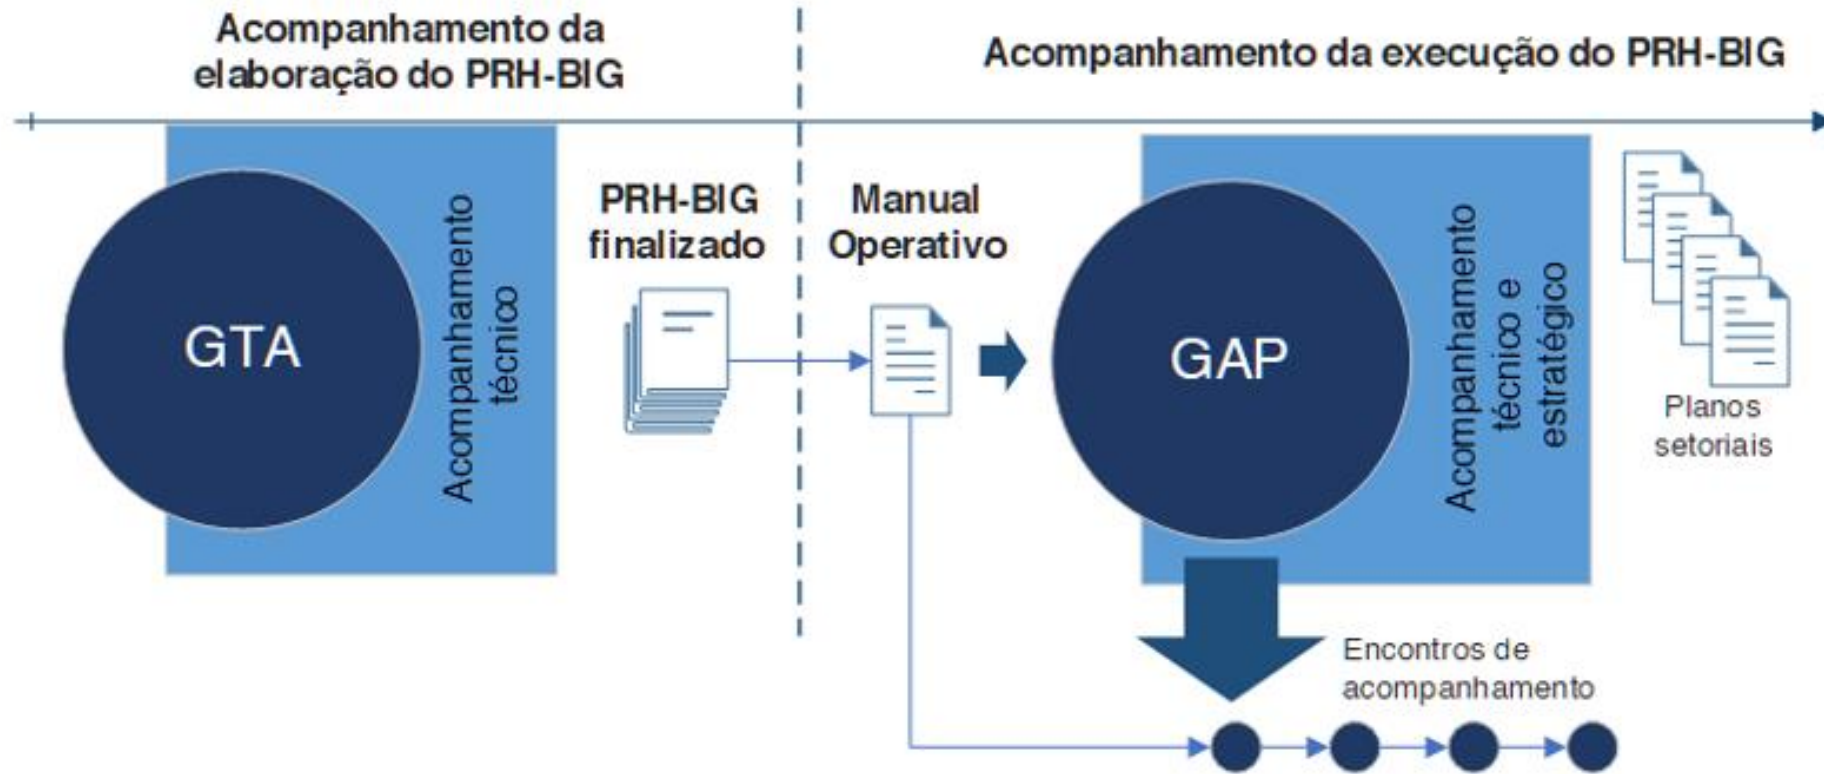 Acompanhamento da
elaboração do PRH-BIG
Acompanhamento da execução do PRH-BIG
GTA
Acompanhamento
técnico
PRH-BIG
finalizado
Manual
Operativo
GAP
Acompanhamento
técnico e
estratégico
Planos
setoriais
Encontros de
acompanhamento